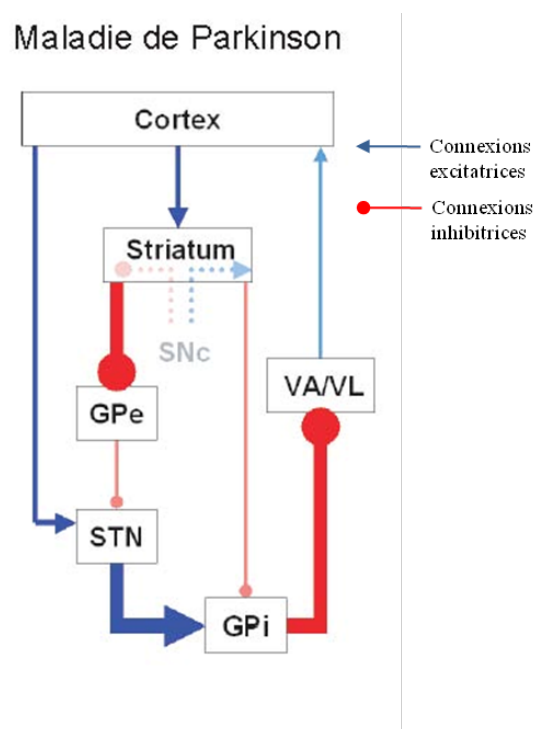 Maladie de Parkinson
Cortex
Connexions
excitatrices
Connexions
inhibitrices
Striatum
SNc
VA/VL
GPe
STN
GPi